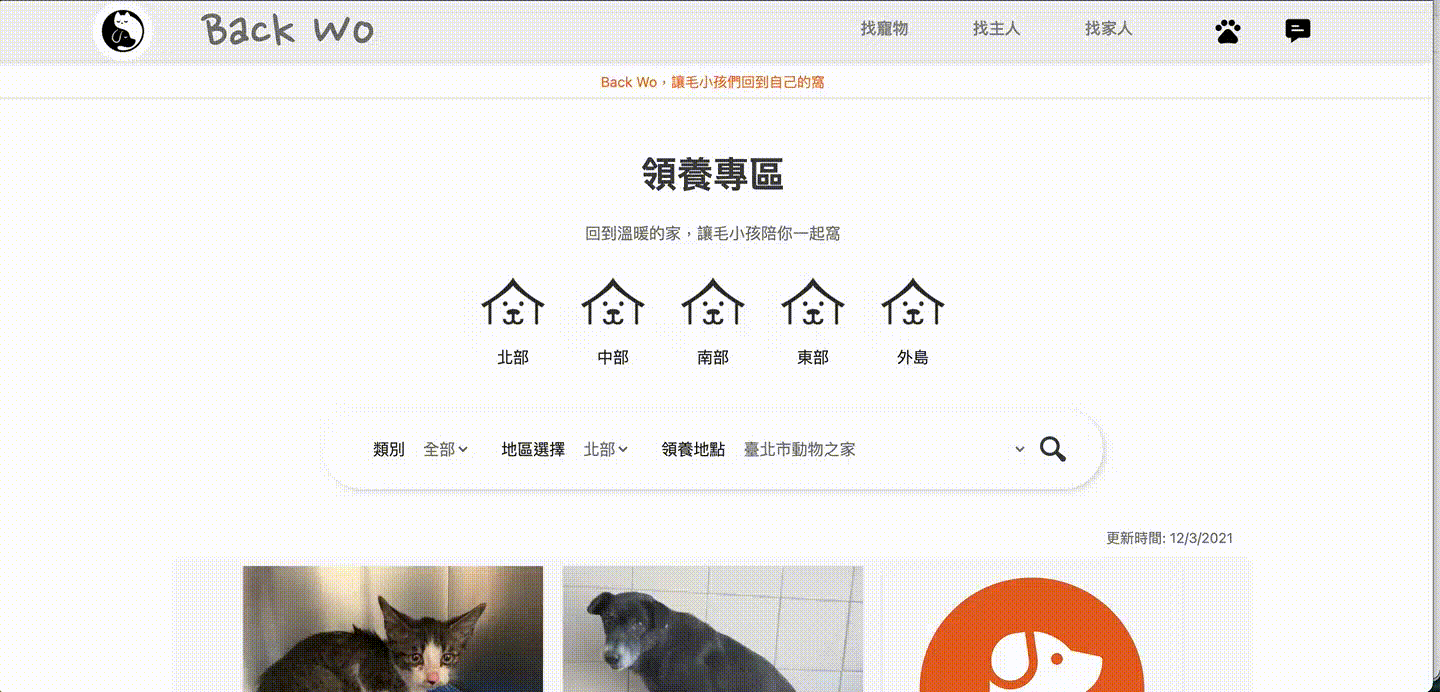 Back Wo 找寵物 找主人 找家人
Back Wo，讓毛小孩們回到自己的窩
領養專區
回到溫暖的家，讓毛小孩陪你一起窩
北部 中部 南部 東部 外島
類別 全部 地區選擇 北部 領養地點 臺北市動物之家
更新時間: 12/3/2021